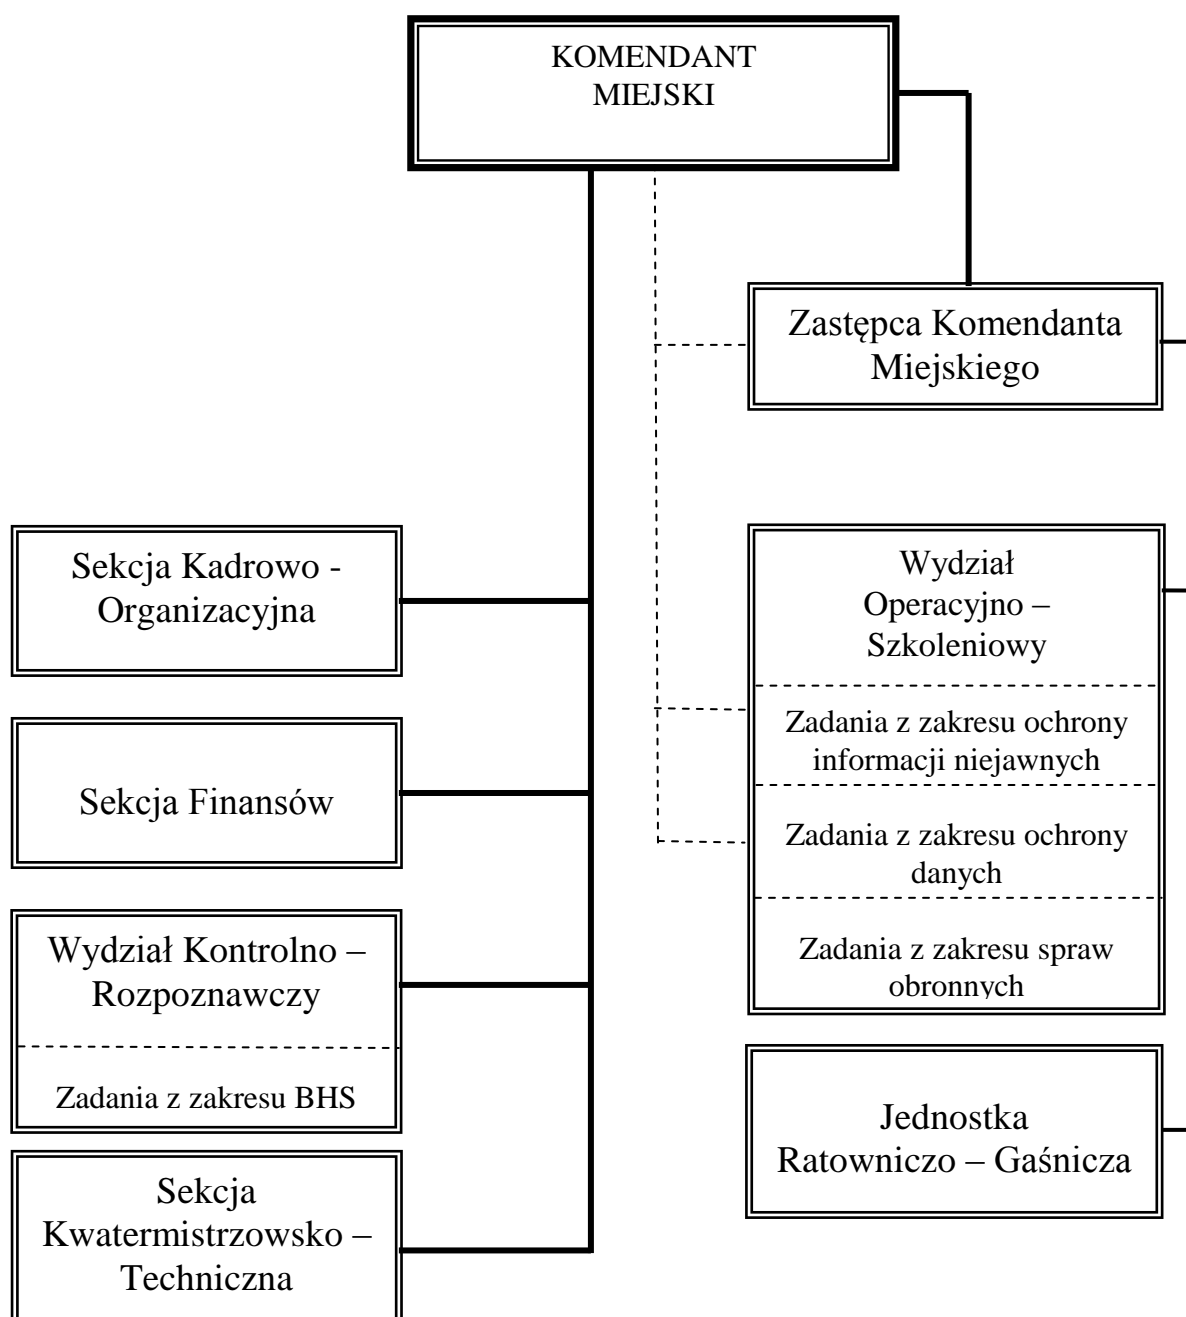 KOMENDANT
MIEJSKI
Zastępca Komendanta
Miejskiego
Sekcja Kadrowo -
Organizacyjna
Sekcja Finansów
Wydział Kontrolno –
Rozpoznawczy
Zadania z zakresu BHS
Sekcja
Kwatermistrzowsko –
Techniczna
Wydział
Operacyjno –
Szkoleniowy
Zadania z zakresu ochrony
informacji niejawnych
Zadania z zakresu ochrony
danych
Zadania z zakresu spraw
obronnych
Jednostka
Ratowniczo – Gaśnicza